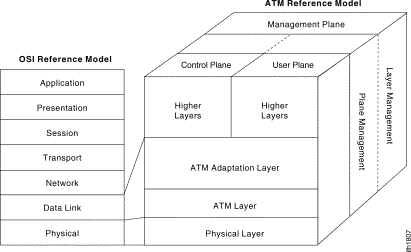 ATM Reference Model
Management Plane
OSI Reference Model
Control Plane
User Plane
Application
Presentation
Session
Transport
Network
Data Link
Physical
Higher
Layers
Higher
Layers
ATM Adaptation Layer
ATM Layer
Physical Layer
Plane Management
Layer Management